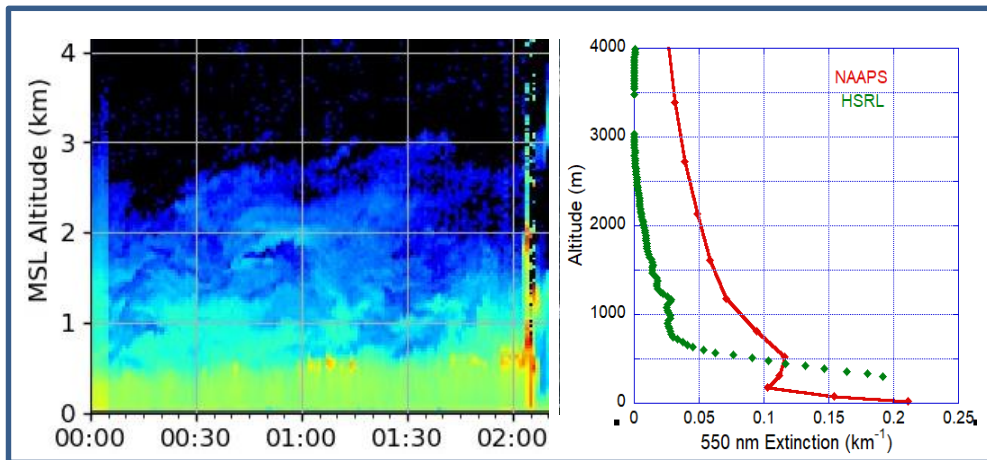 MSL Altitude (km)
4
3
2
1
0
00:00 00:30 01:00 01:30 02:00
Altitude (m)
4000
3000
2000
1000
0
NAAPS
HSRL
0 0.05 0.1 0.15 0.2 0.25
550 nm Extinction (km⁻¹)